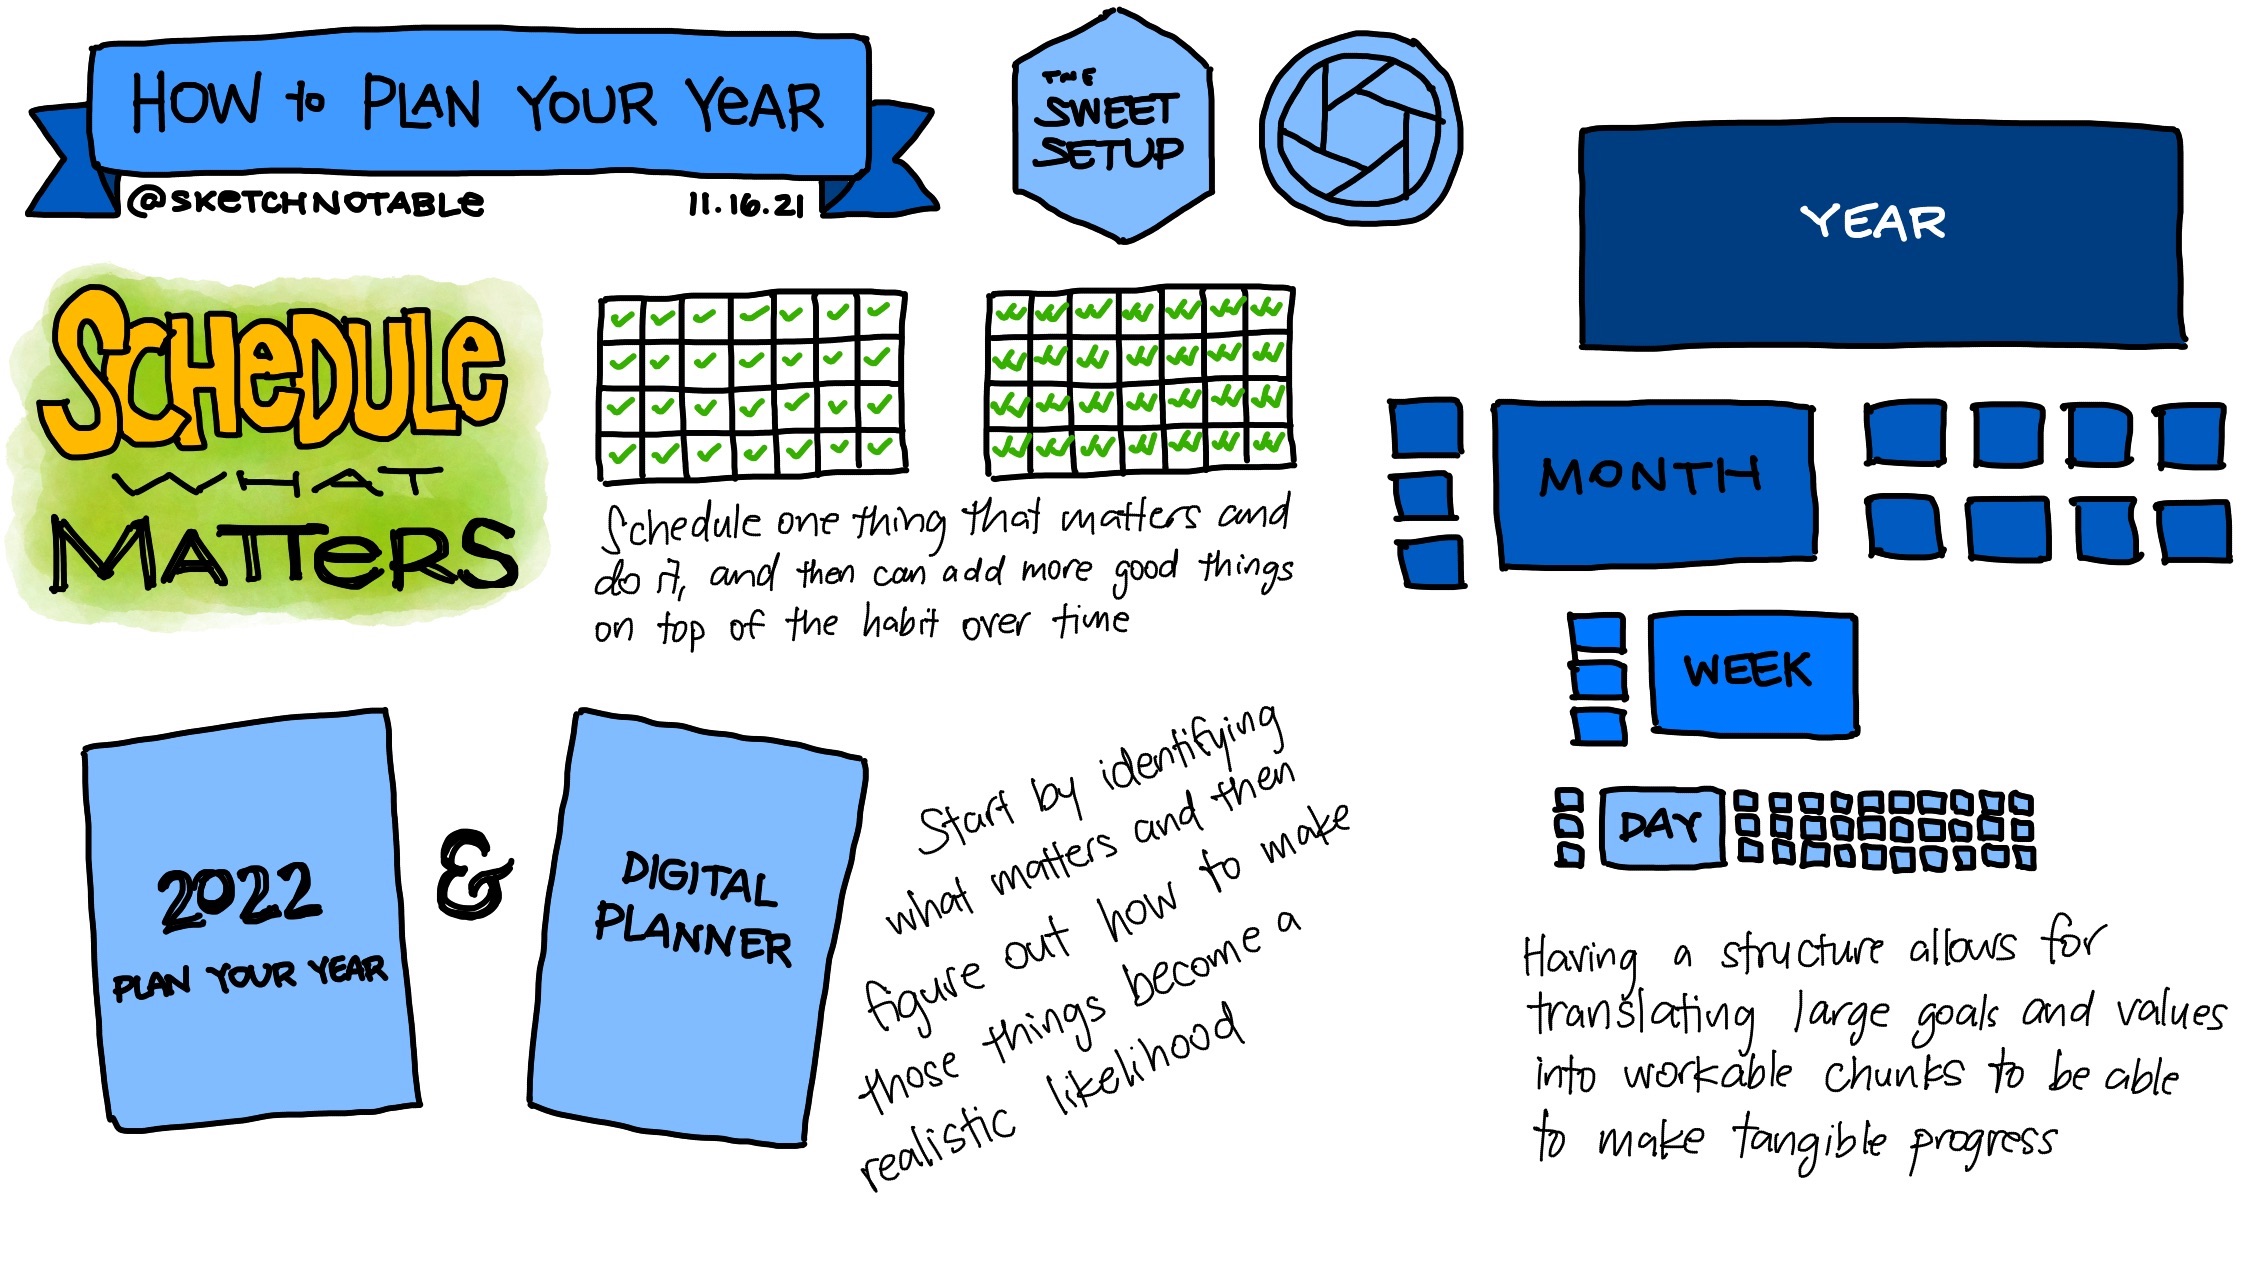 HOW to PLAN YOUR YeAR
@SKeTCHNOTABLe
11.16.21
THE
SWEET
SETUP
SCHeDULe
WHAT
MATTeRS
Schedule one thing that matters and
do it, and then can add more good things
on top of the habit over time
2022
PLAN YOUR YEAR
&
DIGITAL
PLANNER
Start by identifying
what matters and then
figure out how to make
those things become a
realistic likelihood
YEAR
MONTH
WEEK
DAY
Having a structure allows for
translating large goals and values
into workable chunks to be able
to make tangible progress